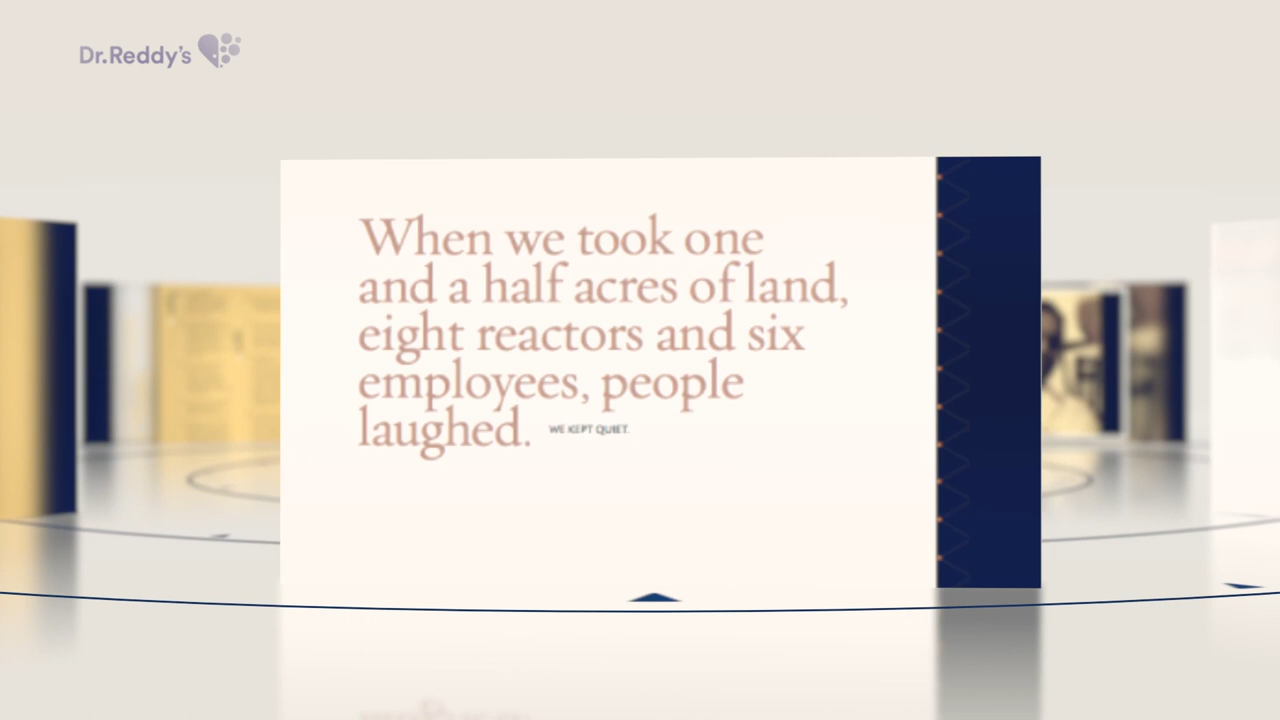 Dr.Reddy's
When we took one
and a half acres of land,
eight reactors and six
employees, people
laughed. WE KEPT QUIET.